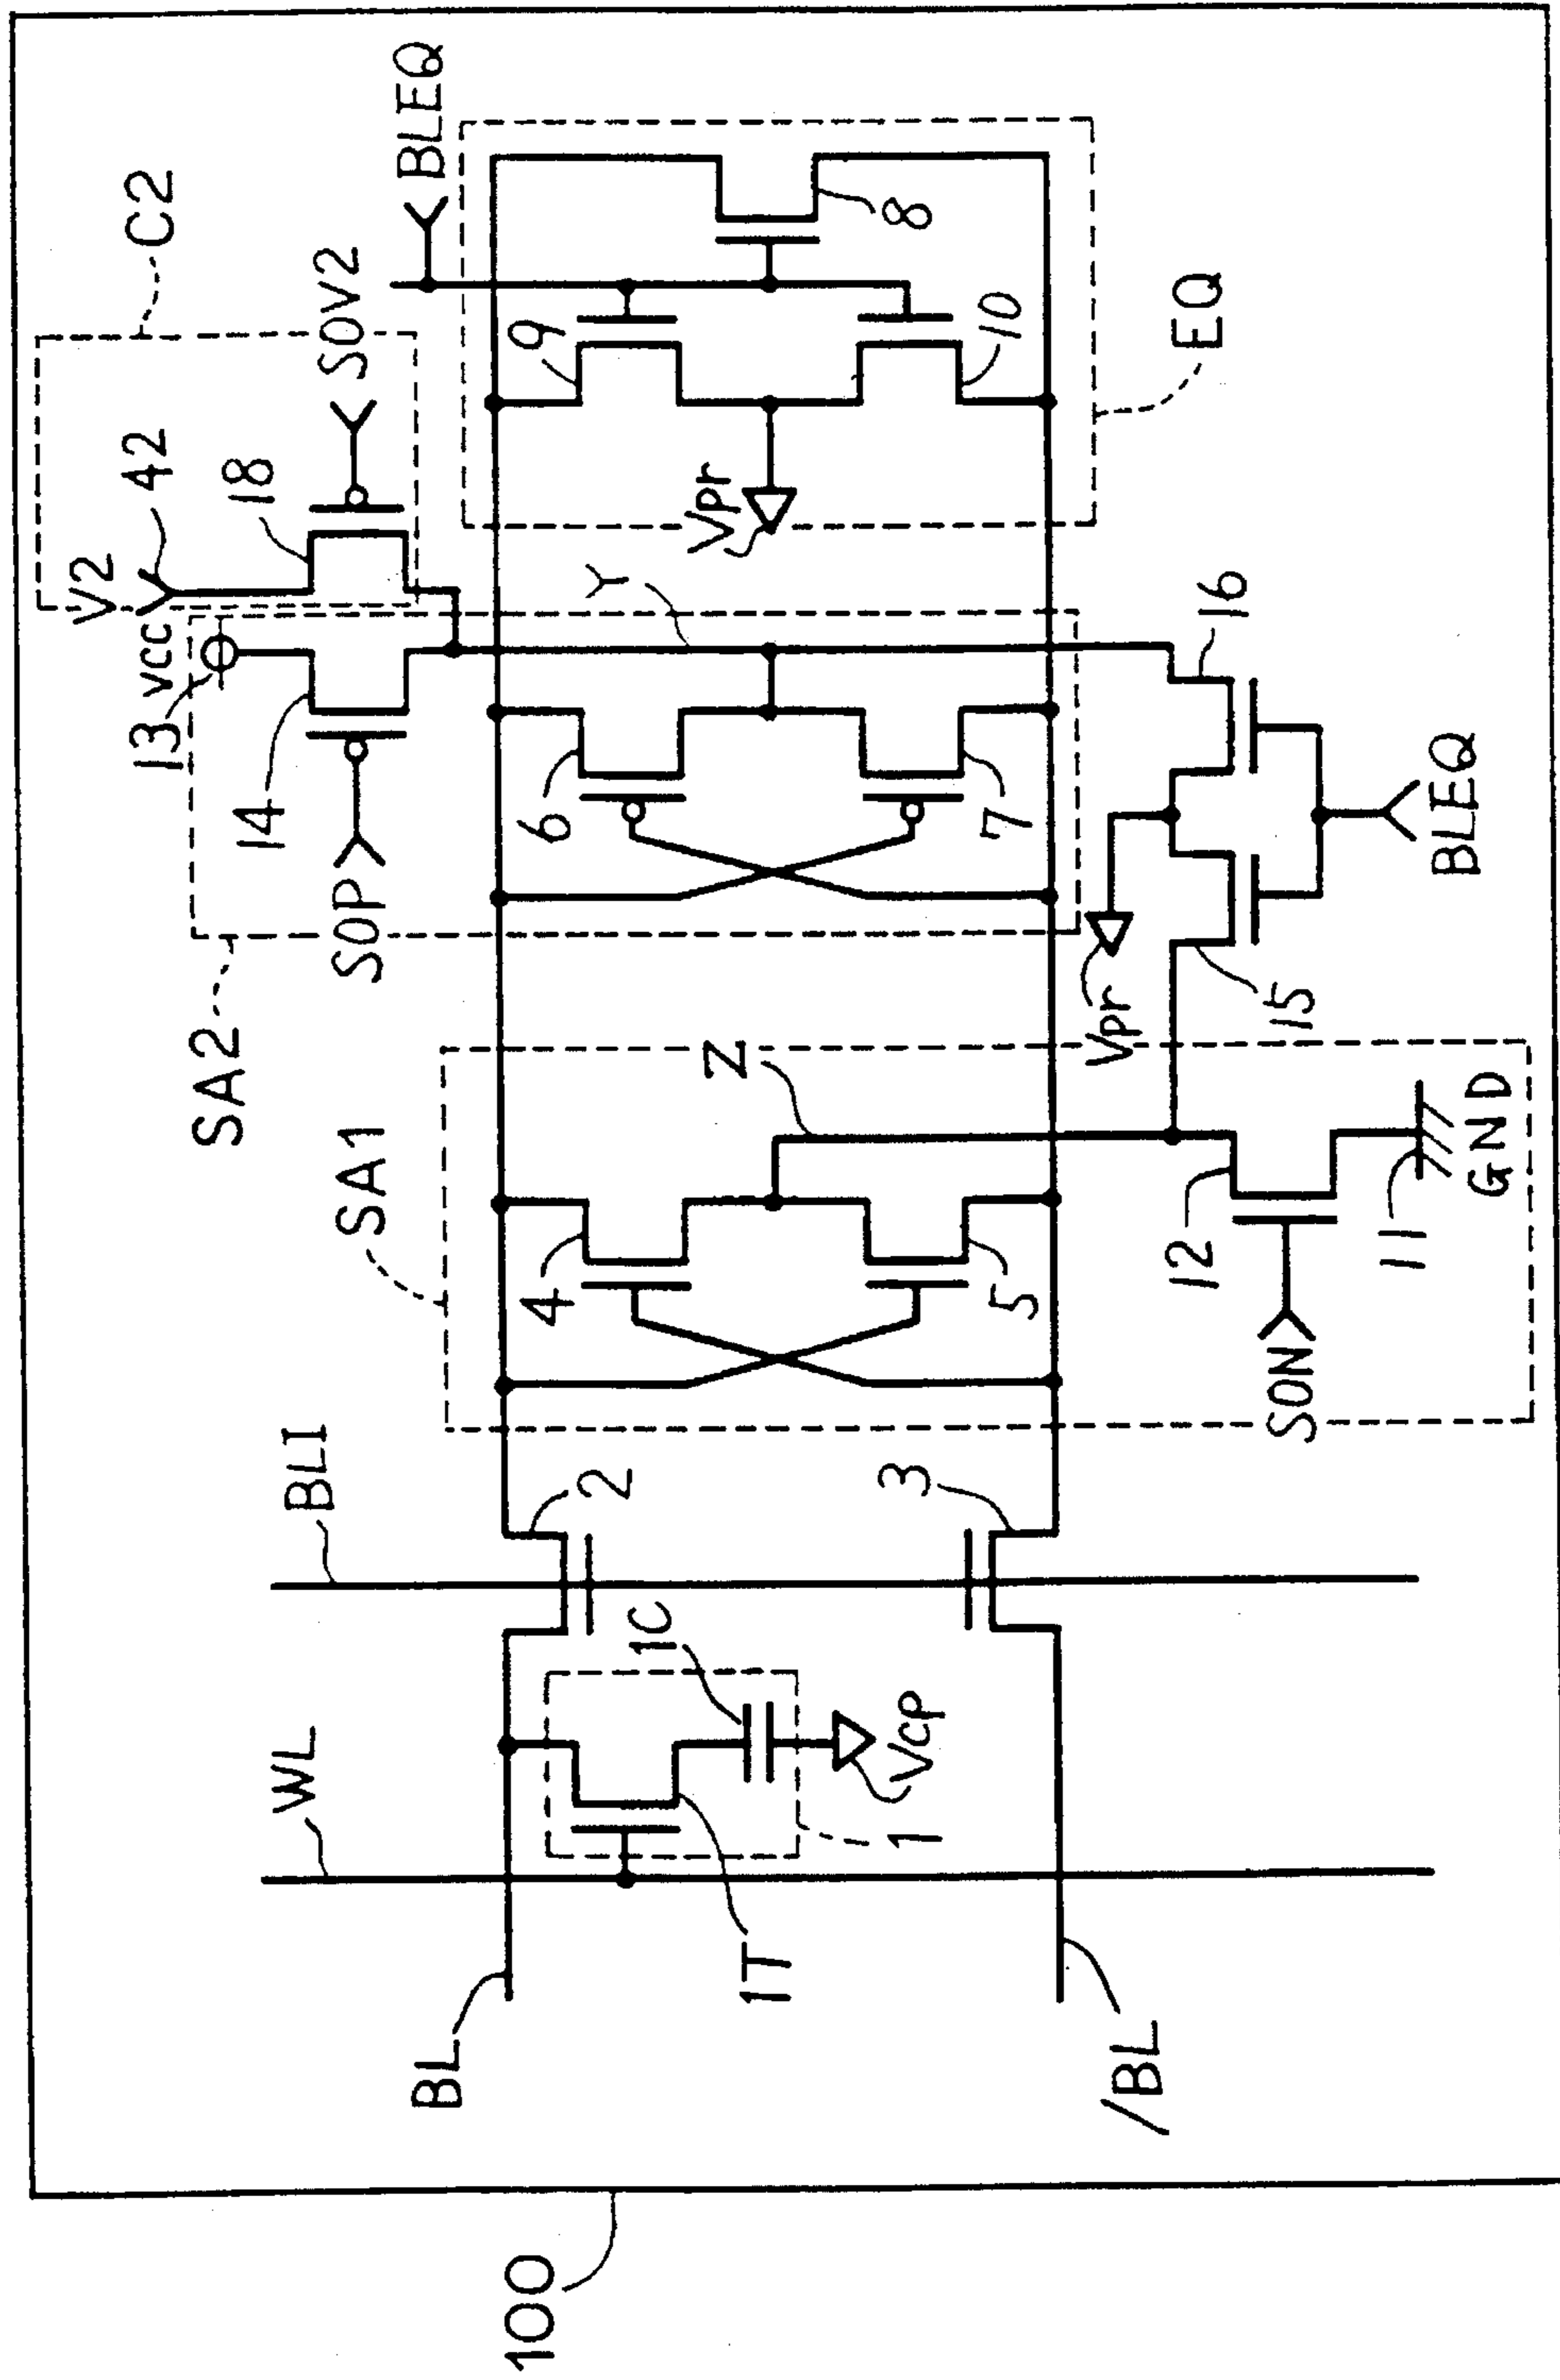 100
BL
/BL
WL
1T
1
1C
Vcp
BLI
2
3
SA1
4
5
Z
SON
12
11
GND
SA2
SOP
14
13
Vcc
6
7
Y
Vpr
15
16
BLEQ
V2
42
18
SOV2
C2
BLEQ
9
10
8
Vpr
EQ